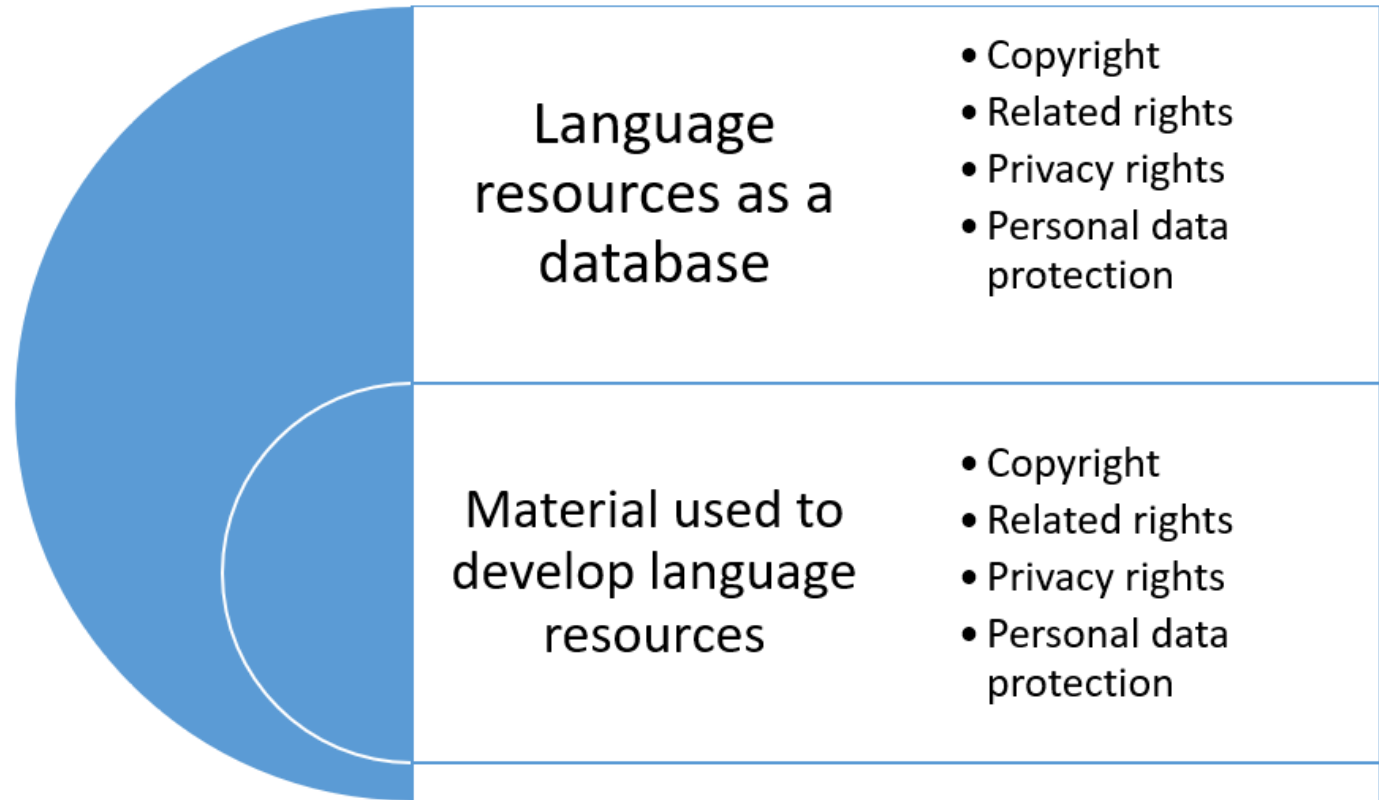 Language
resources as a
database
• Copyright
• Related rights
• Privacy rights
• Personal data
protection
Material used to
develop language
resources
• Copyright
• Related rights
• Privacy rights
• Personal data
protection